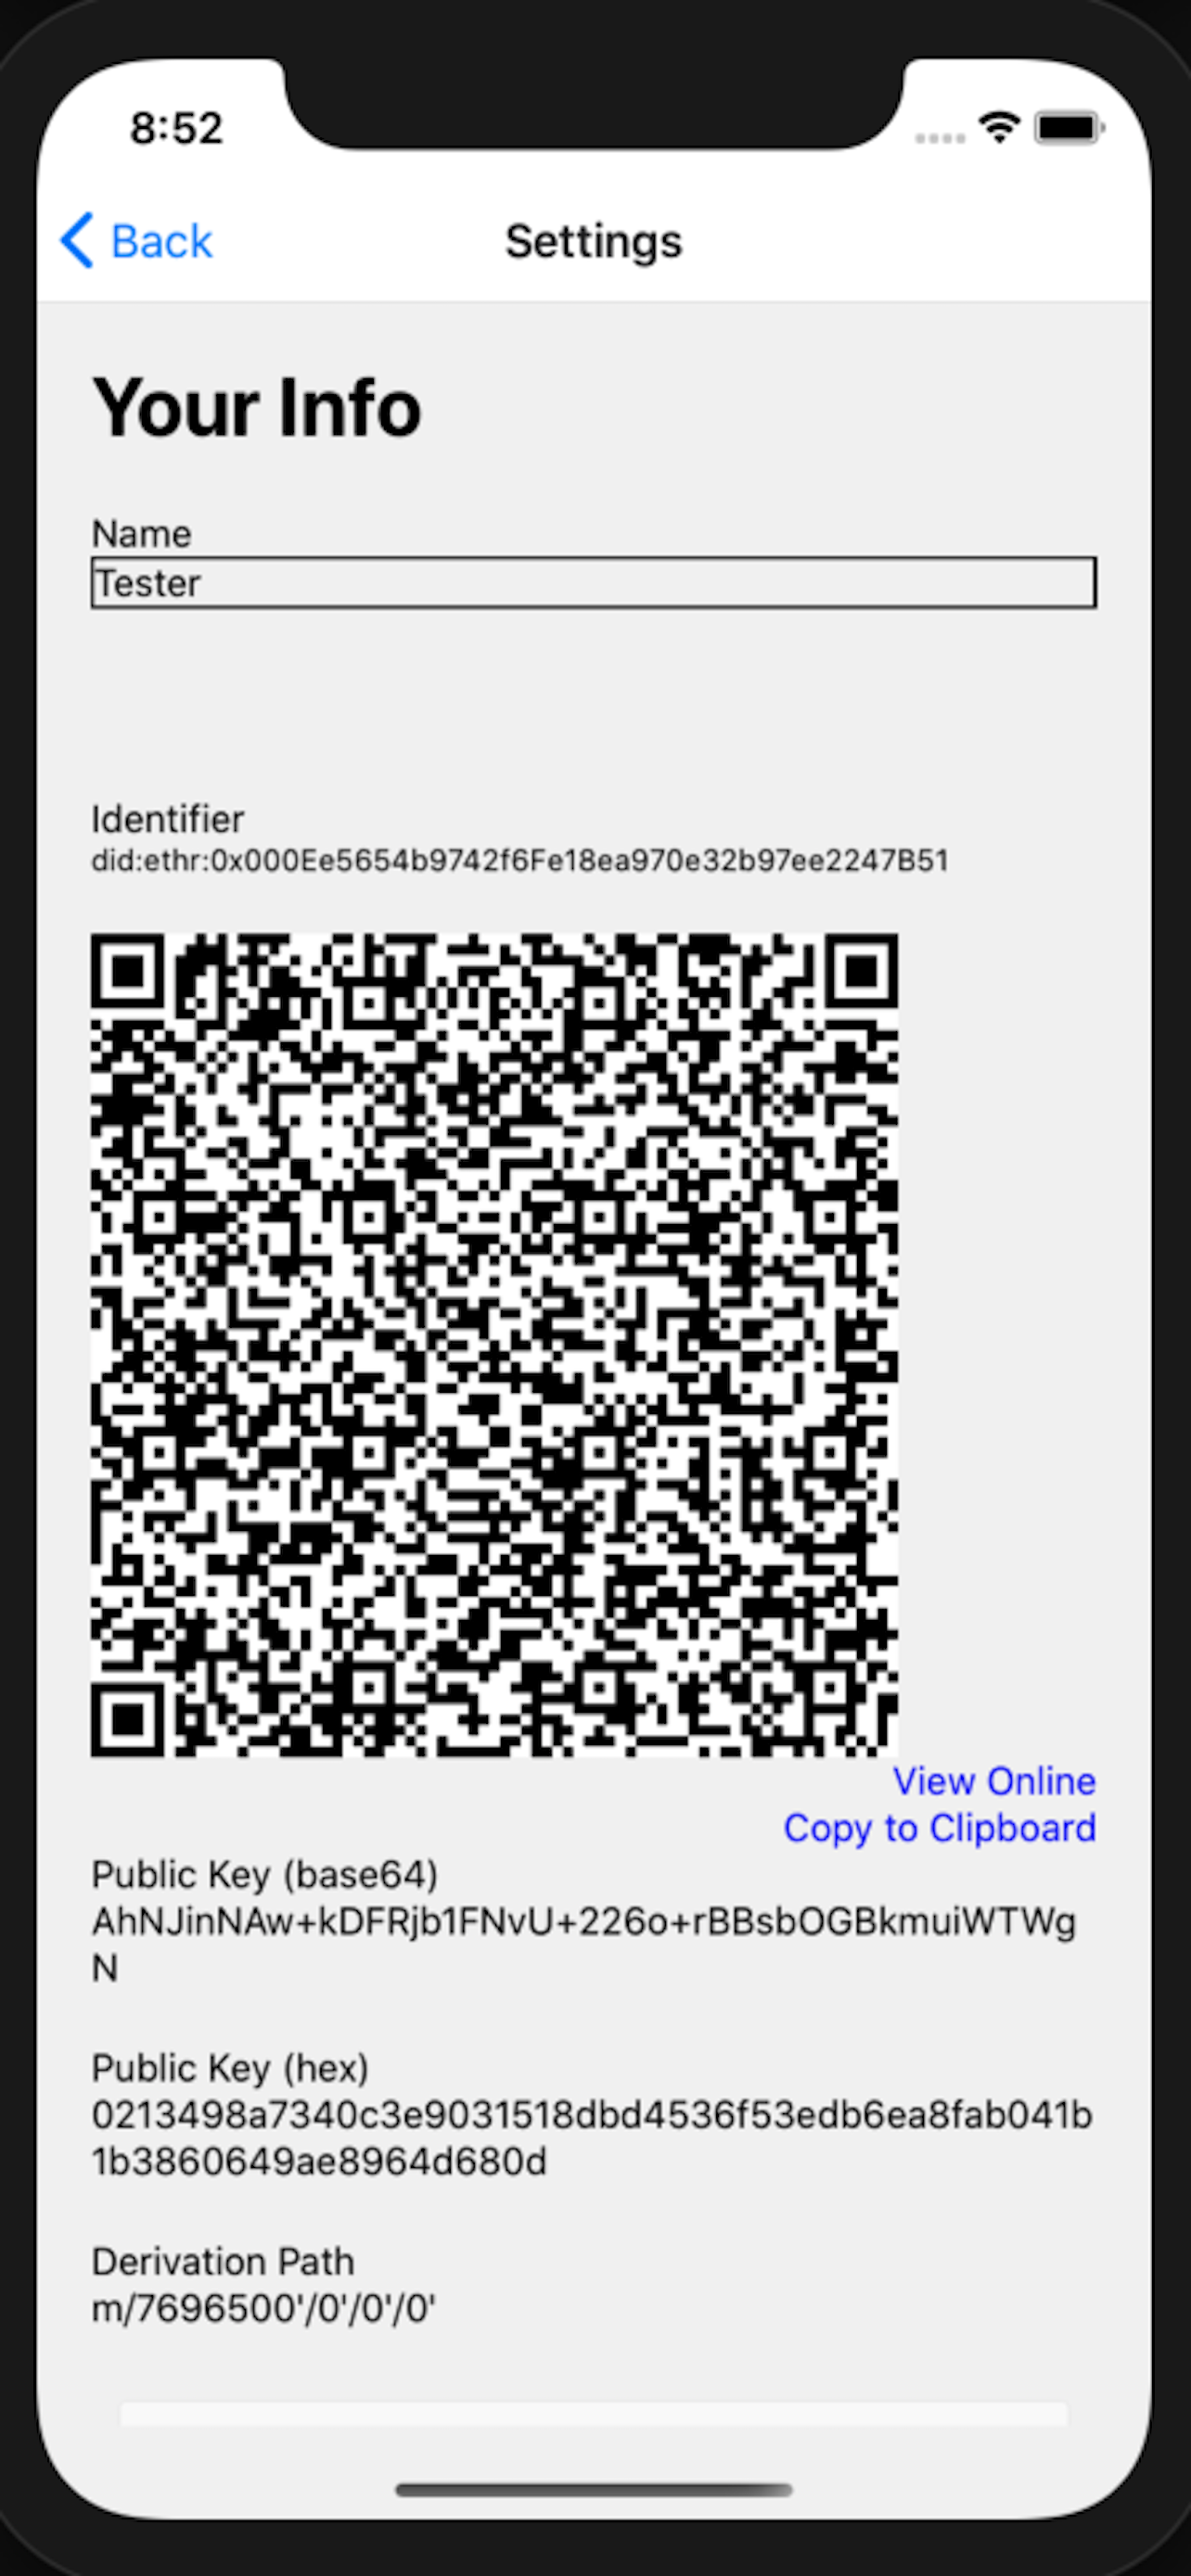 8:52
Back
Settings
Your Info
Name
Tester
Identifier
did:ethr:0x000Ee5654b9742f6Fe18ea970e32b97ee2247B51
View Online
Copy to Clipboard
Public Key (base64)
AhNJinNAw+kDFRjb1FNvU+226o+rBBsbOGBkmuiWTWg
N
Public Key (hex)
0213498a7340c3e9031518dbd4536f53edb6ea8fab041b
1b3860649ae8964d680d
Derivation Path
m/7696500'/0'/0'/0'